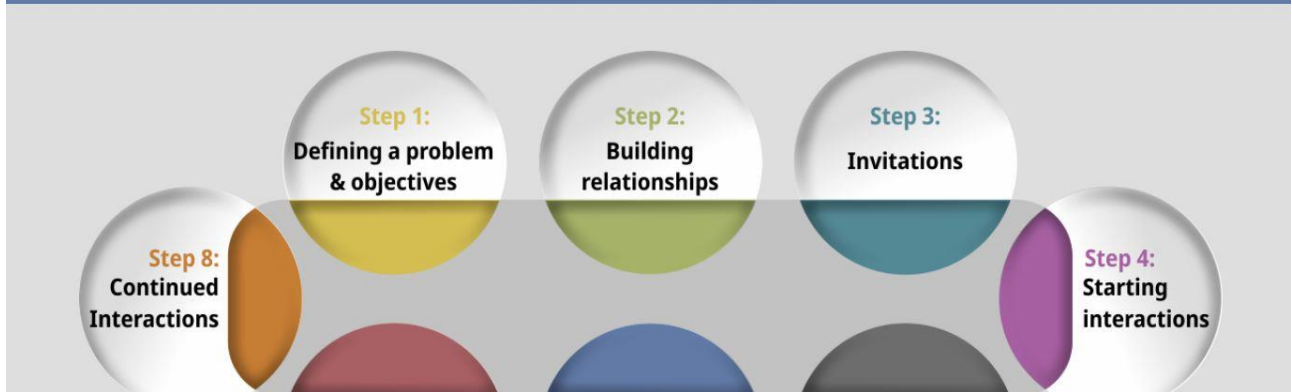 Step 1:
Defining a problem
& objectives
Step 2:
Building
relationships
Step 3:
Invitations
Step 4:
Starting
interactions
Step 8:
Continued
Interactions